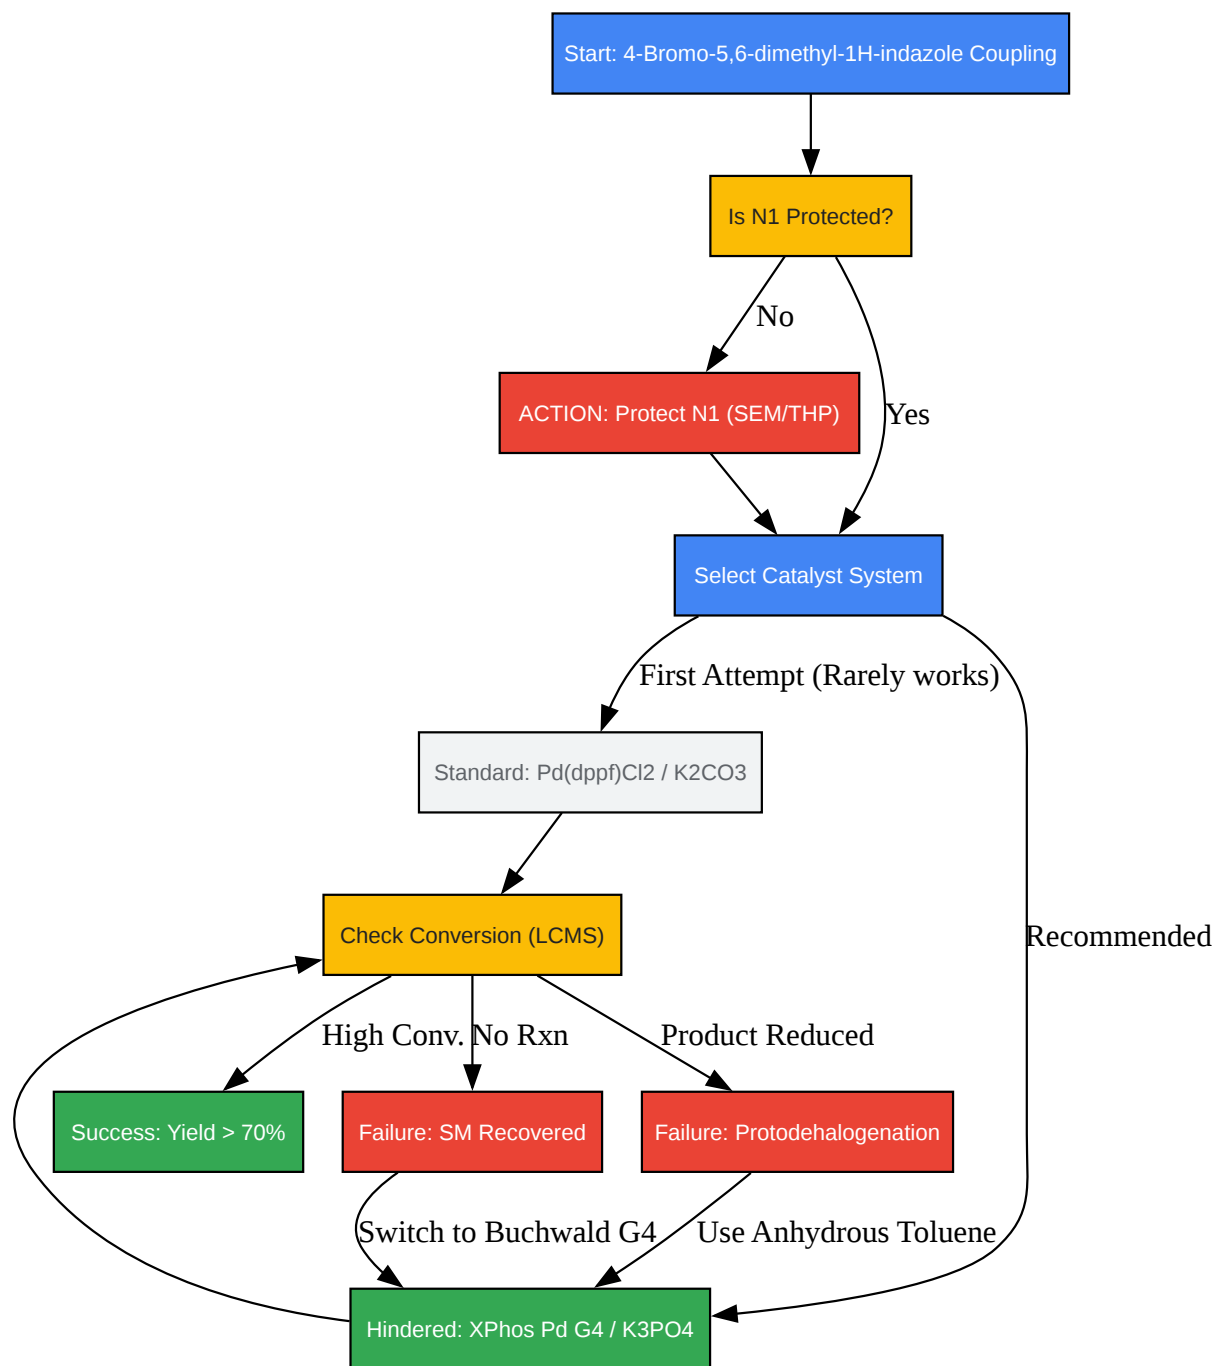 Start: 4-Bromo-5,6-dimethyl-1H-indazole Coupling
Is N1 Protected?
No
ACTION: Protect N1 (SEM/THP)
Yes
Select Catalyst System
First Attempt (Rarely works)
Standard: Pd(dppf)Cl2 / K2CO3
Check Conversion (LCMS)
Recommended
High Conv.
No Rxn
Product Reduced
Success: Yield > 70%
Failure: SM Recovered
Failure: Protodehalogenation
Switch to Buchwald G4
Use Anhydrous Toluene
Hindered: XPhos Pd G4 / K3PO4